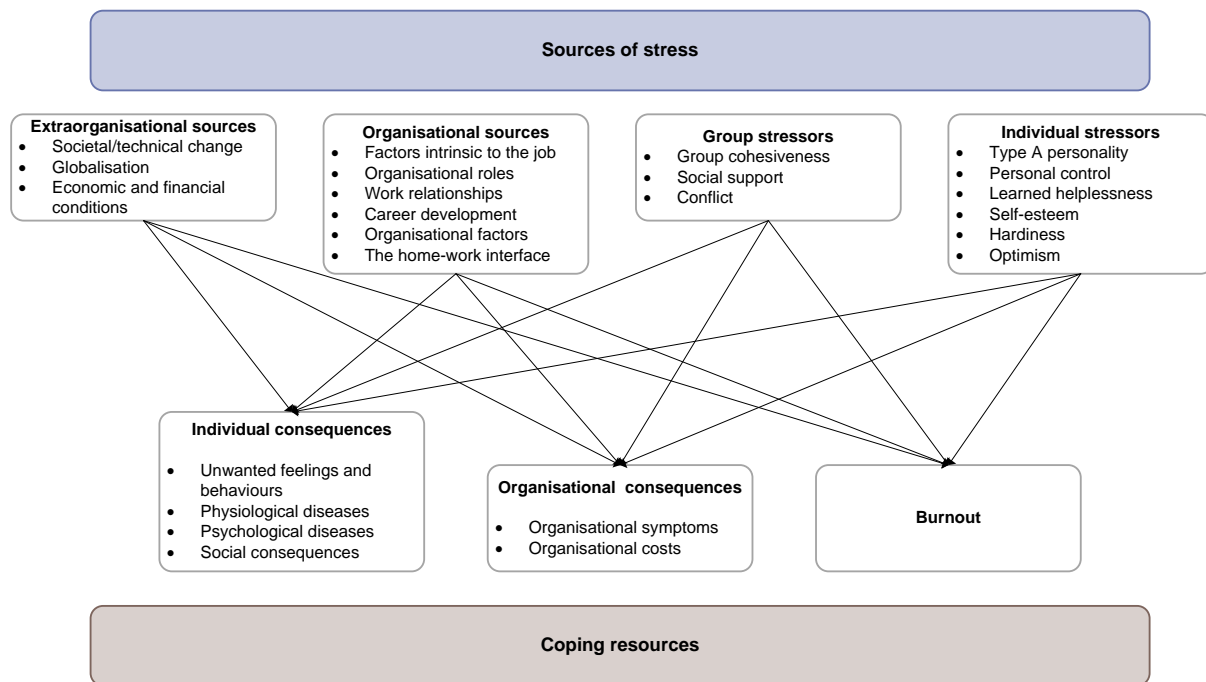 Sources of stress
Extraorganisational sources
• Societal/technical change
• Globalisation
• Economic and financial
conditions
Organisational sources
• Factors intrinsic to the job
• Organisational roles
• Work relationships
• Career development
• Organisational factors
• The home-work interface
Group stressors
• Group cohesiveness
• Social support
• Conflict
Individual stressors
• Type A personality
• Personal control
• Learned helplessness
• Self-esteem
• Hardiness
• Optimism
Individual consequences
• Unwanted feelings and
behaviours
• Physiological diseases
• Psychological diseases
• Social consequences
Organisational consequences
• Organisational symptoms
• Organisational costs
Burnout
Coping resources